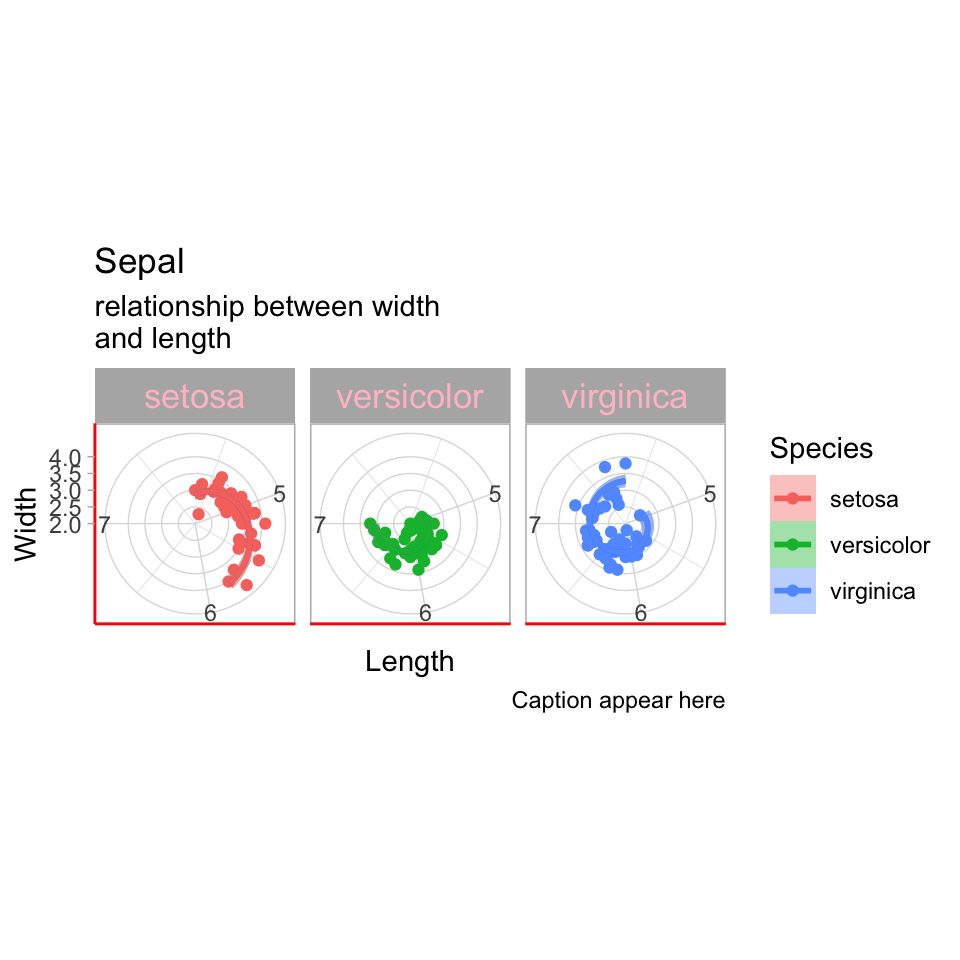 Sepal
relationship between width
and length
setosa versicolor virginica
Width
4.0
3.5
3.0
2.5
2.0
7 5 6
7 5 6
7 5 6
Length
Caption appear here
Species
setosa
versicolor
virginica